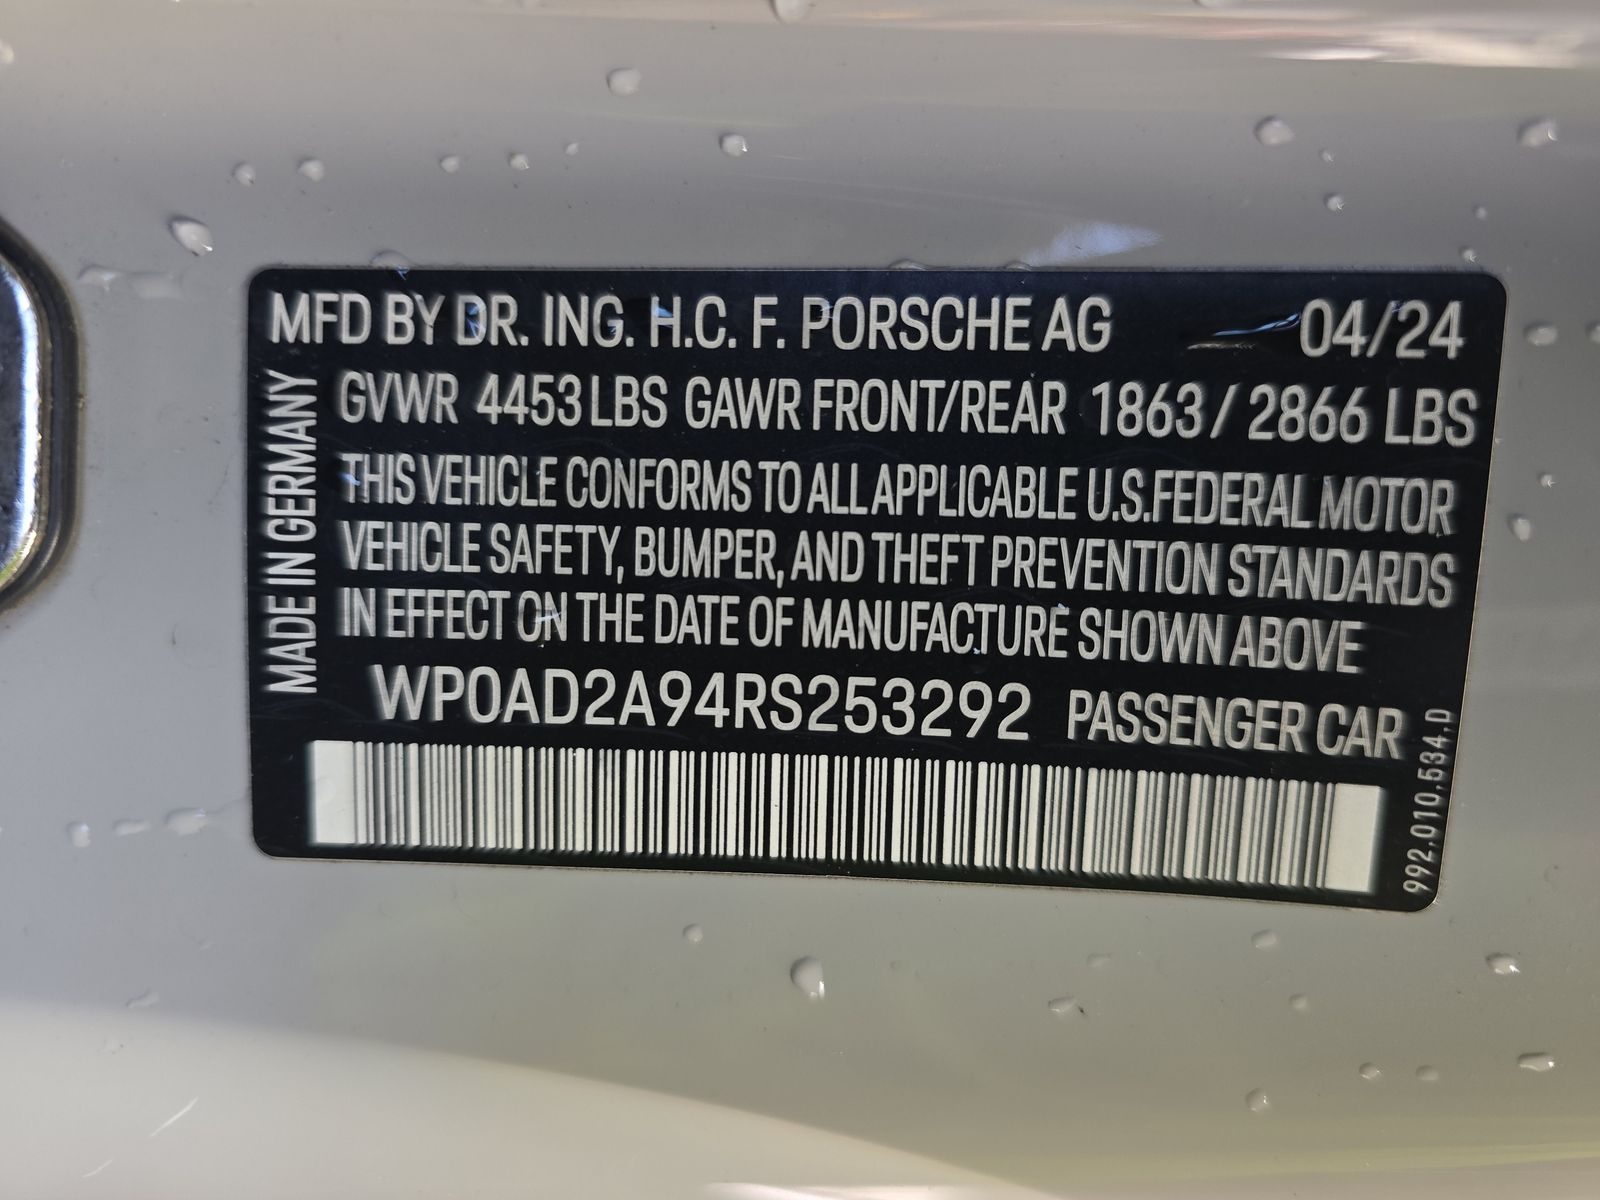 MFD BY DR. ING. H.C. F. PORSCHE AG 04/24
GVWR 4453 LBS GAWR FRONT/REAR 1863 / 2866 LBS
THIS VEHICLE CONFORMS TO ALL APPLICABLE U.S.FEDERAL MOTOR
VEHICLE SAFETY, BUMPER, AND THEFT PREVENTION STANDARDS
IN EFFECT ON THE DATE OF MANUFACTURE SHOWN ABOVE
WP0AD2A94RS253292 PASSENGER CAR
MADE IN GERMANY
992.010.534.D